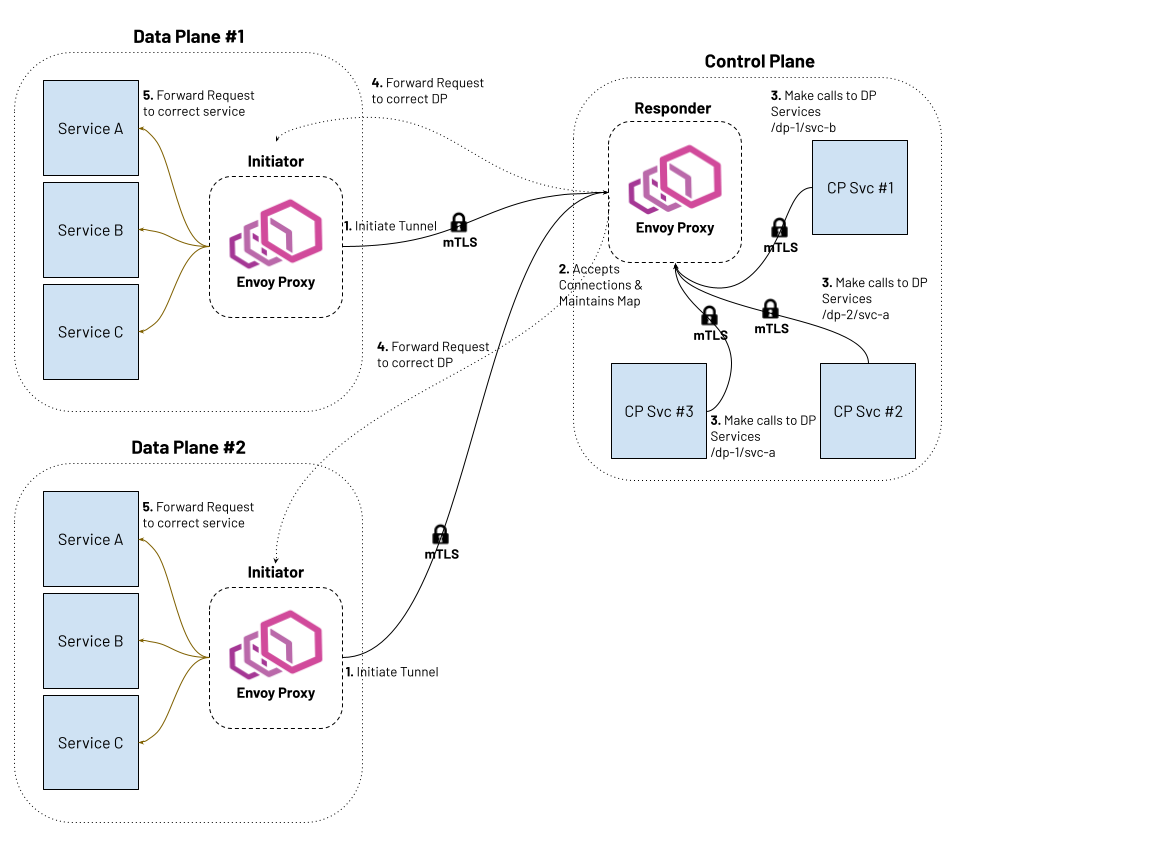 Data Plane #1
5. Forward Request
to correct service
Service A
Service B
Service C
Initiator
Envoy Proxy
4. Forward Request
to correct DP
1. Initiate Tunnel
mTLS
Control Plane
Responder
Envoy Proxy
3. Make calls to DP
Services
/dp-1/svc-b
CP Svc #1
mTLS
2. Accepts
Connections &
Maintains Map
3. Make calls to DP
Services
/dp-2/svc-a
mTLS
mTLS
CP Svc #3
CP Svc #2
3. Make calls to DP
Services
/dp-1/svc-a
4. Forward Request
to correct DP
Data Plane #2
5. Forward Request
to correct service
Service A
Service B
Service C
Initiator
Envoy Proxy
mTLS
1. Initiate Tunnel